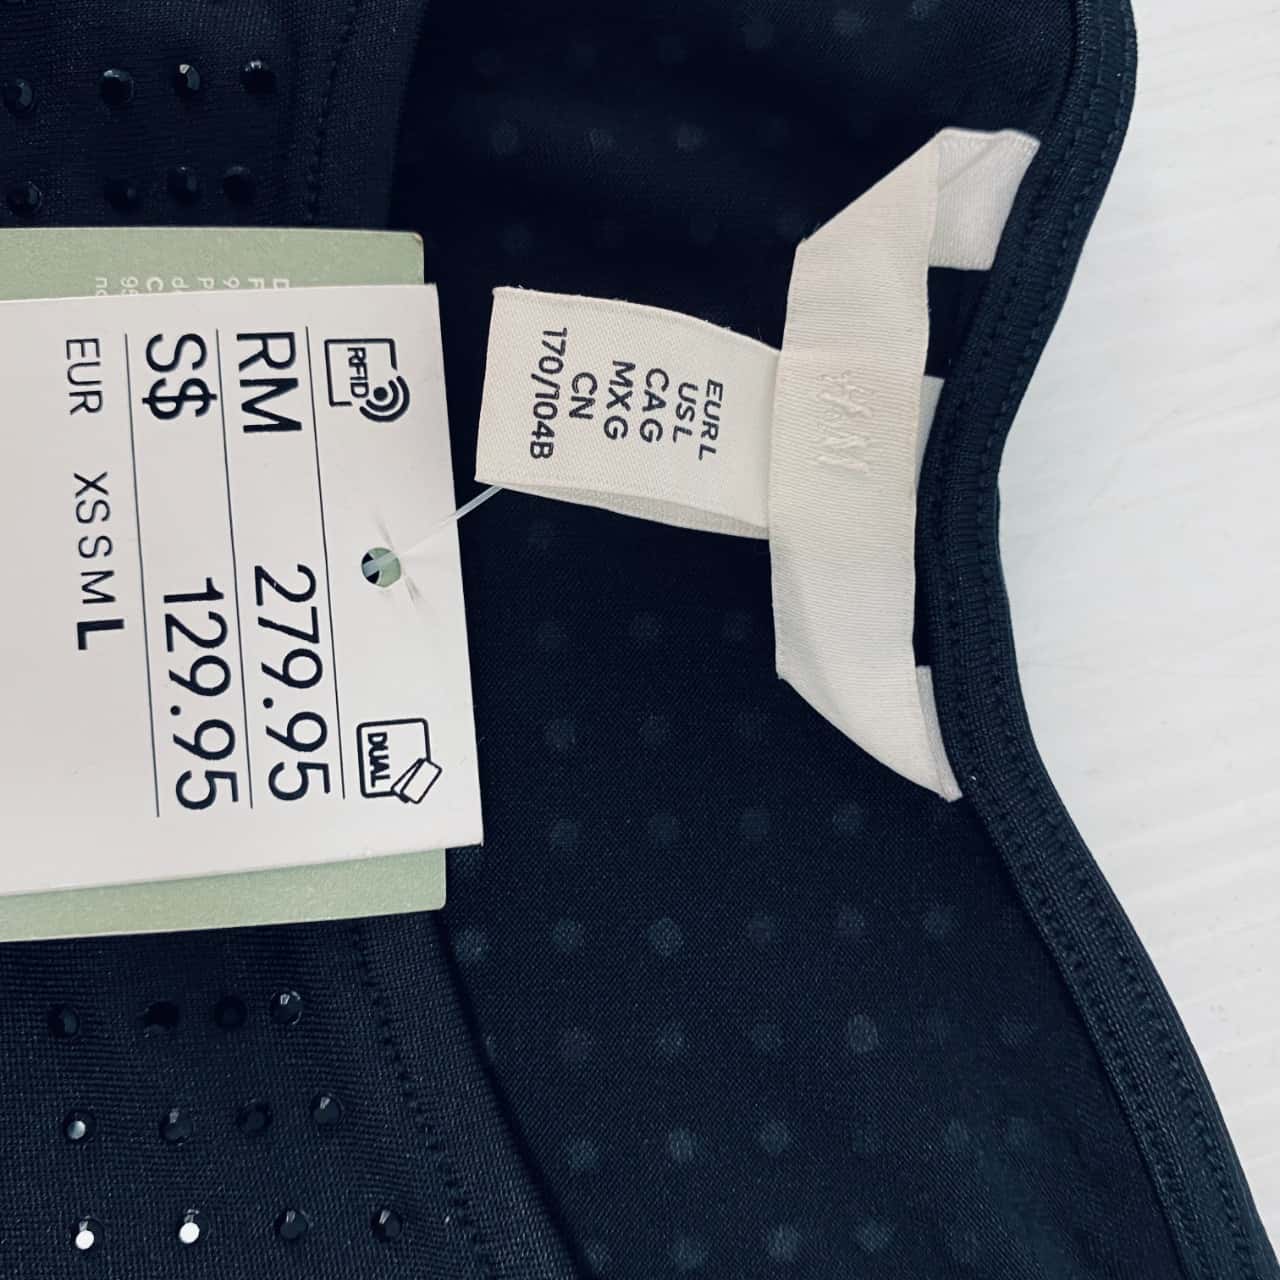 RFID
DUAL
RM 279.95
S$ 129.95
EUR XS S M L
H&M
EUR L
US L
CA G
MX G
CN
170/104B